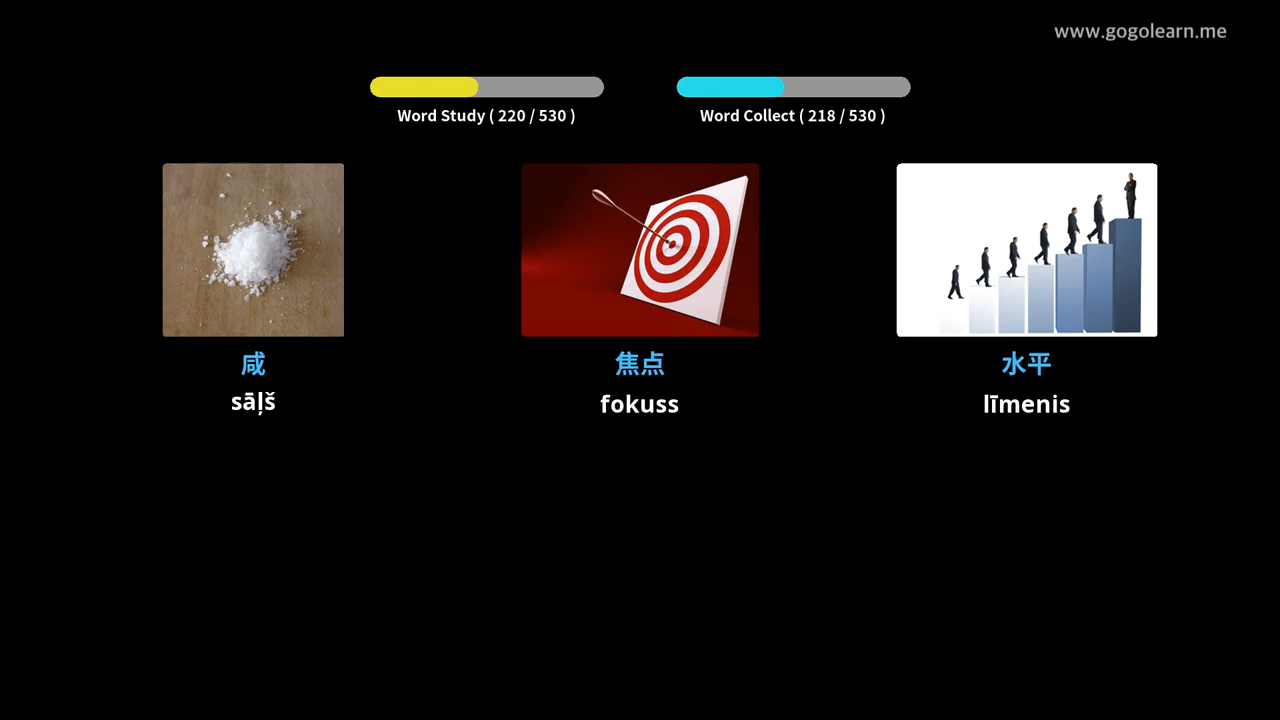 www.gogolearn.me
Word Study ( 220 / 530 )
Word Collect ( 218 / 530 )
咸
焦点
水平
sāļš
fokuss
līmenis